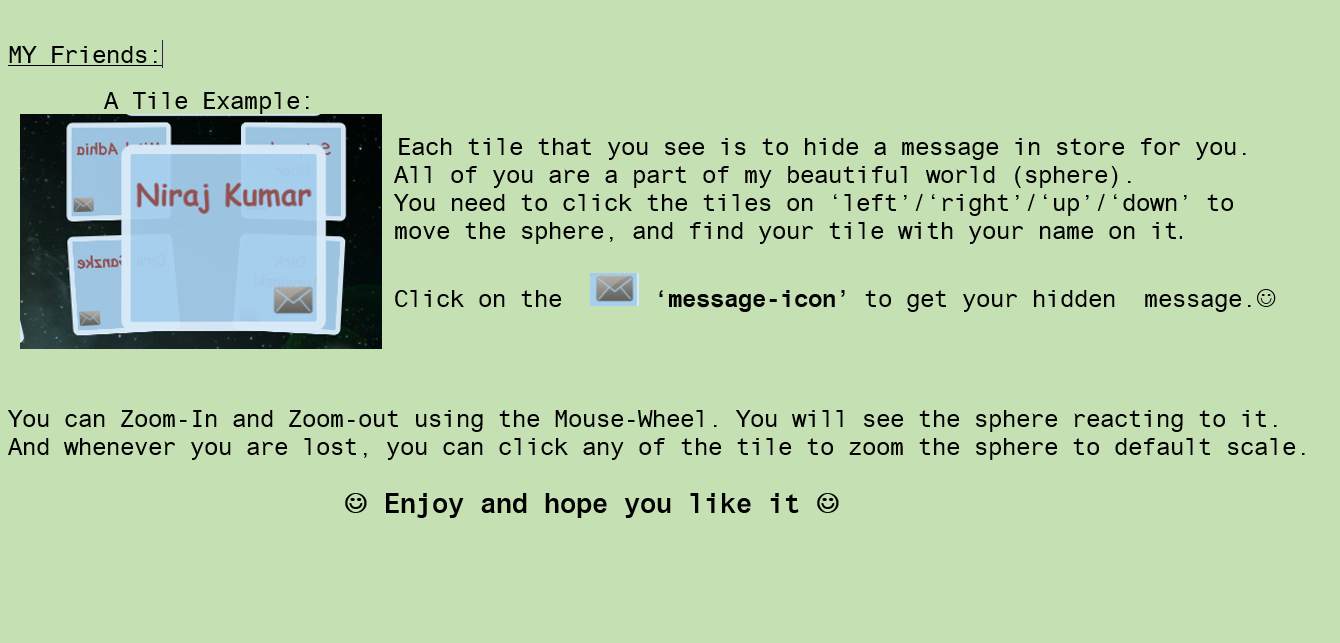 MY Friends:
A Tile Example:
Niraj Kumar
Adhia
Ganzke
Dirk
Dirk
Each tile that you see is to hide a message in store for you.
All of you are a part of my beautiful world (sphere).
You need to click the tiles on ‘left’/‘right’/‘up’/‘down’ to
move the sphere, and find your tile with your name on it.
Click on the ‘message-icon’ to get your hidden message.☺
You can Zoom-In and Zoom-out using the Mouse-Wheel. You will see the sphere reacting to it.
And whenever you are lost, you can click any of the tile to zoom the sphere to default scale.
☺ Enjoy and hope you like it ☺